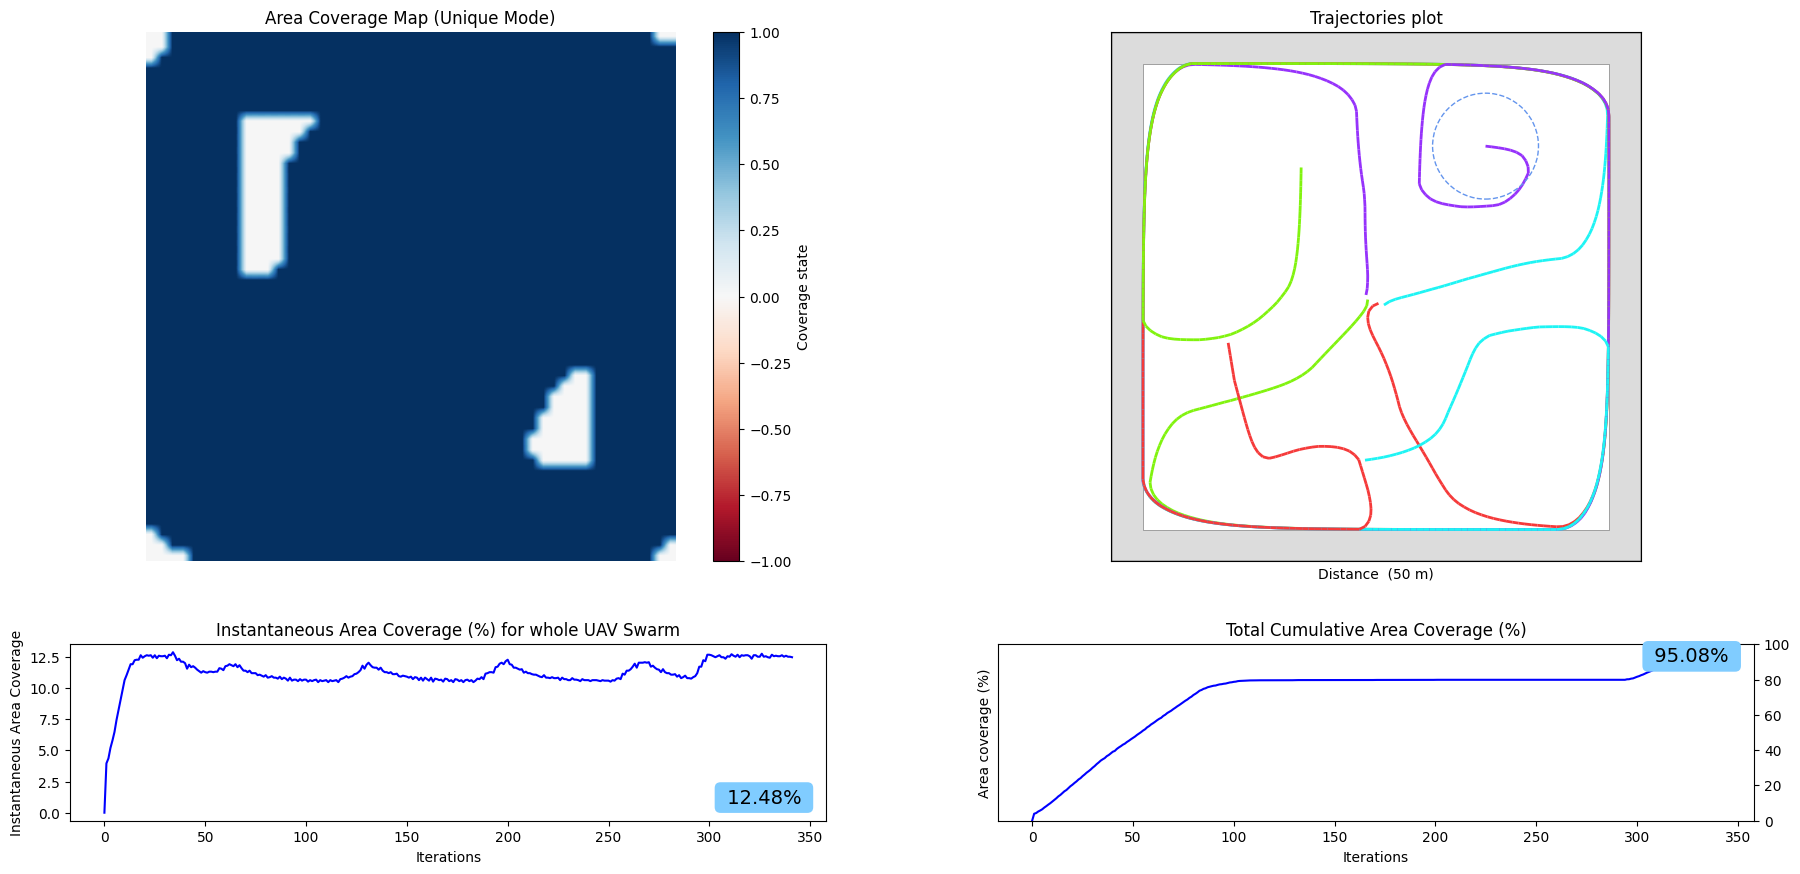 Area Coverage Map (Unique Mode)
1.00
0.75
0.50
0.25
0.00
−0.25
−0.50
−0.75
−1.00
Coverage state
Trajectories plot
Distance  (50 m)
Instantaneous Area Coverage (%) for whole UAV Swarm
Instantaneous Area Coverage
12.5
10.0
7.5
5.0
2.5
0.0
12.48%
0 50 100 150 200 250 300 350
Iterations
Total Cumulative Area Coverage (%)
Area coverage (%)
95.08%
100
80
60
40
20
0
0 50 100 150 200 250 300 350
Iterations